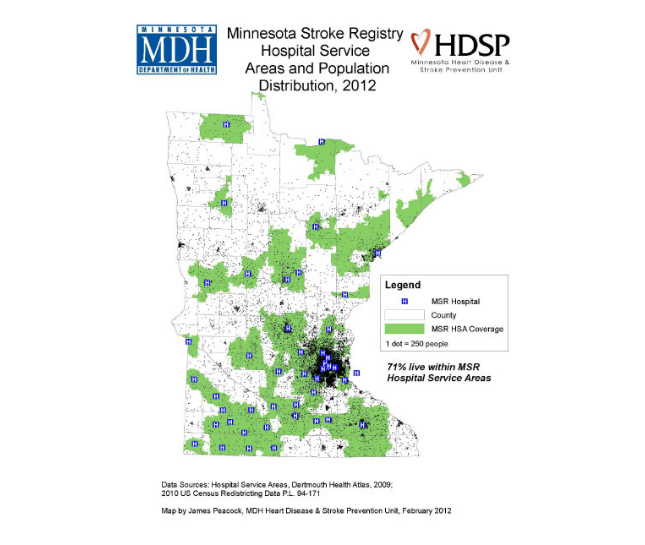 MINNESOTA
MDH
DEPARTMENT OF HEALTH
Minnesota Stroke Registry
Hospital Service
Areas and Population
Distribution, 2012
HDSP
Minnesota Heart Disease &
Stroke Prevention Unit
Legend
H MSR Hospital
County
MSR HSA Coverage
1 dot = 250 people
71% live within MSR
Hospital Service Areas
Data Sources: Hospital Service Areas, Dartmouth Health Atlas, 2009;
2010 US Census Redistricting Data P.L. 94-171
Map by James Peacock, MDH Heart Disease & Stroke Prevention Unit, February 2012